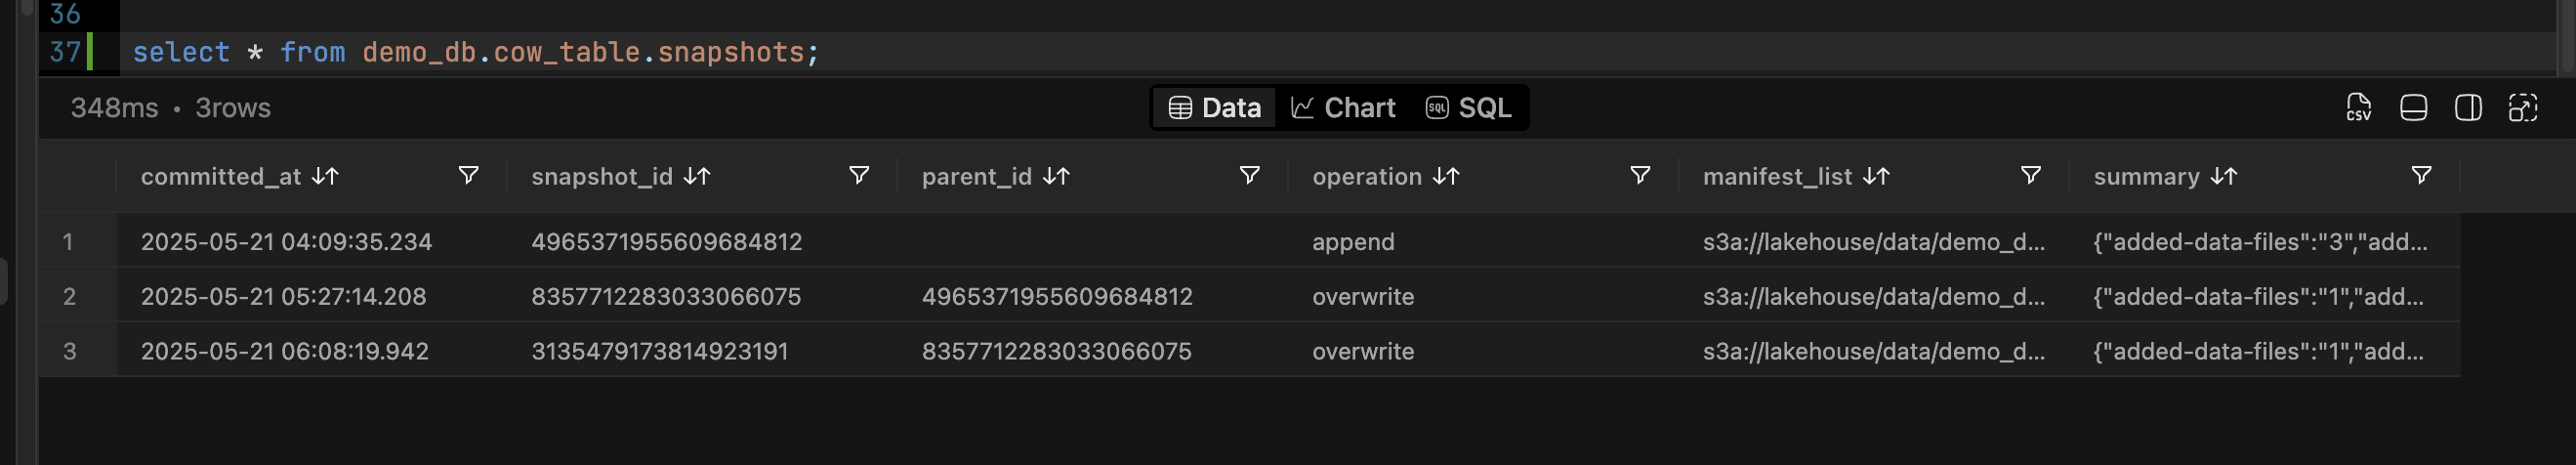 36
37 select * from demo_db.cow_table.snapshots;
348ms • 3rows Data Chart SQL SQL CSV
committed_at snapshot_id parent_id operation manifest_list summary
1 2025-05-21 04:09:35.234 4965371955609684812 append s3a://lakehouse/data/demo_d... {"added-data-files":"3","add...
2 2025-05-21 05:27:14.208 8357712283033066075 4965371955609684812 overwrite s3a://lakehouse/data/demo_d... {"added-data-files":"1","add...
3 2025-05-21 06:08:19.942 3135479173814923191 8357712283033066075 overwrite s3a://lakehouse/data/demo_d... {"added-data-files":"1","add...